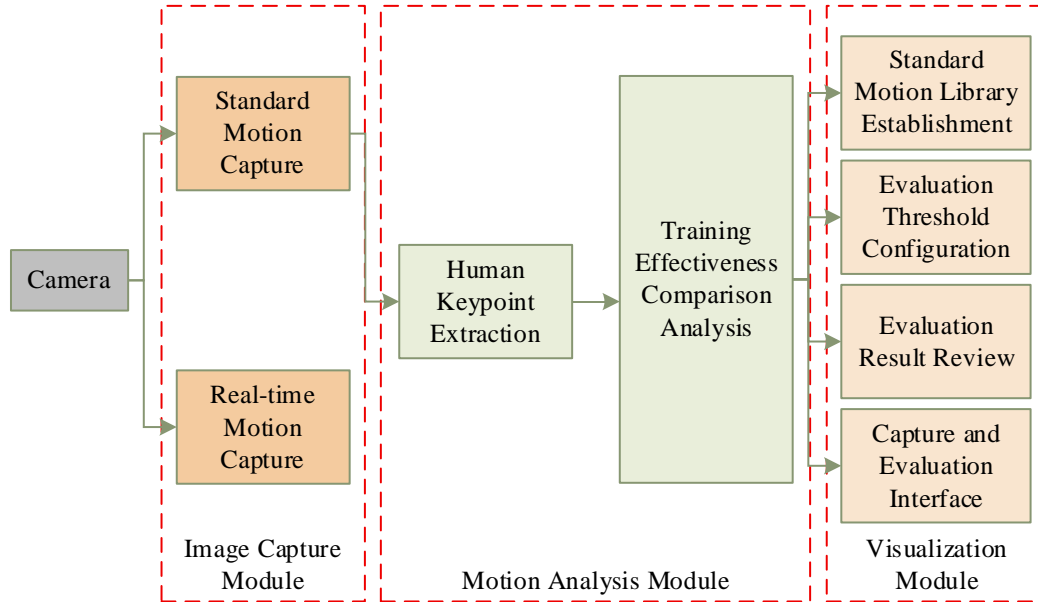 Camera
Standard
Motion
Capture
Real-time
Motion
Capture
Image Capture
Module
Human
Keypoint
Extraction
Training
Effectiveness
Comparison
Analysis
Motion Analysis Module
Standard
Motion Library
Establishment
Evaluation
Threshold
Configuration
Evaluation
Result Review
Capture and
Evaluation
Interface
Visualization
Module